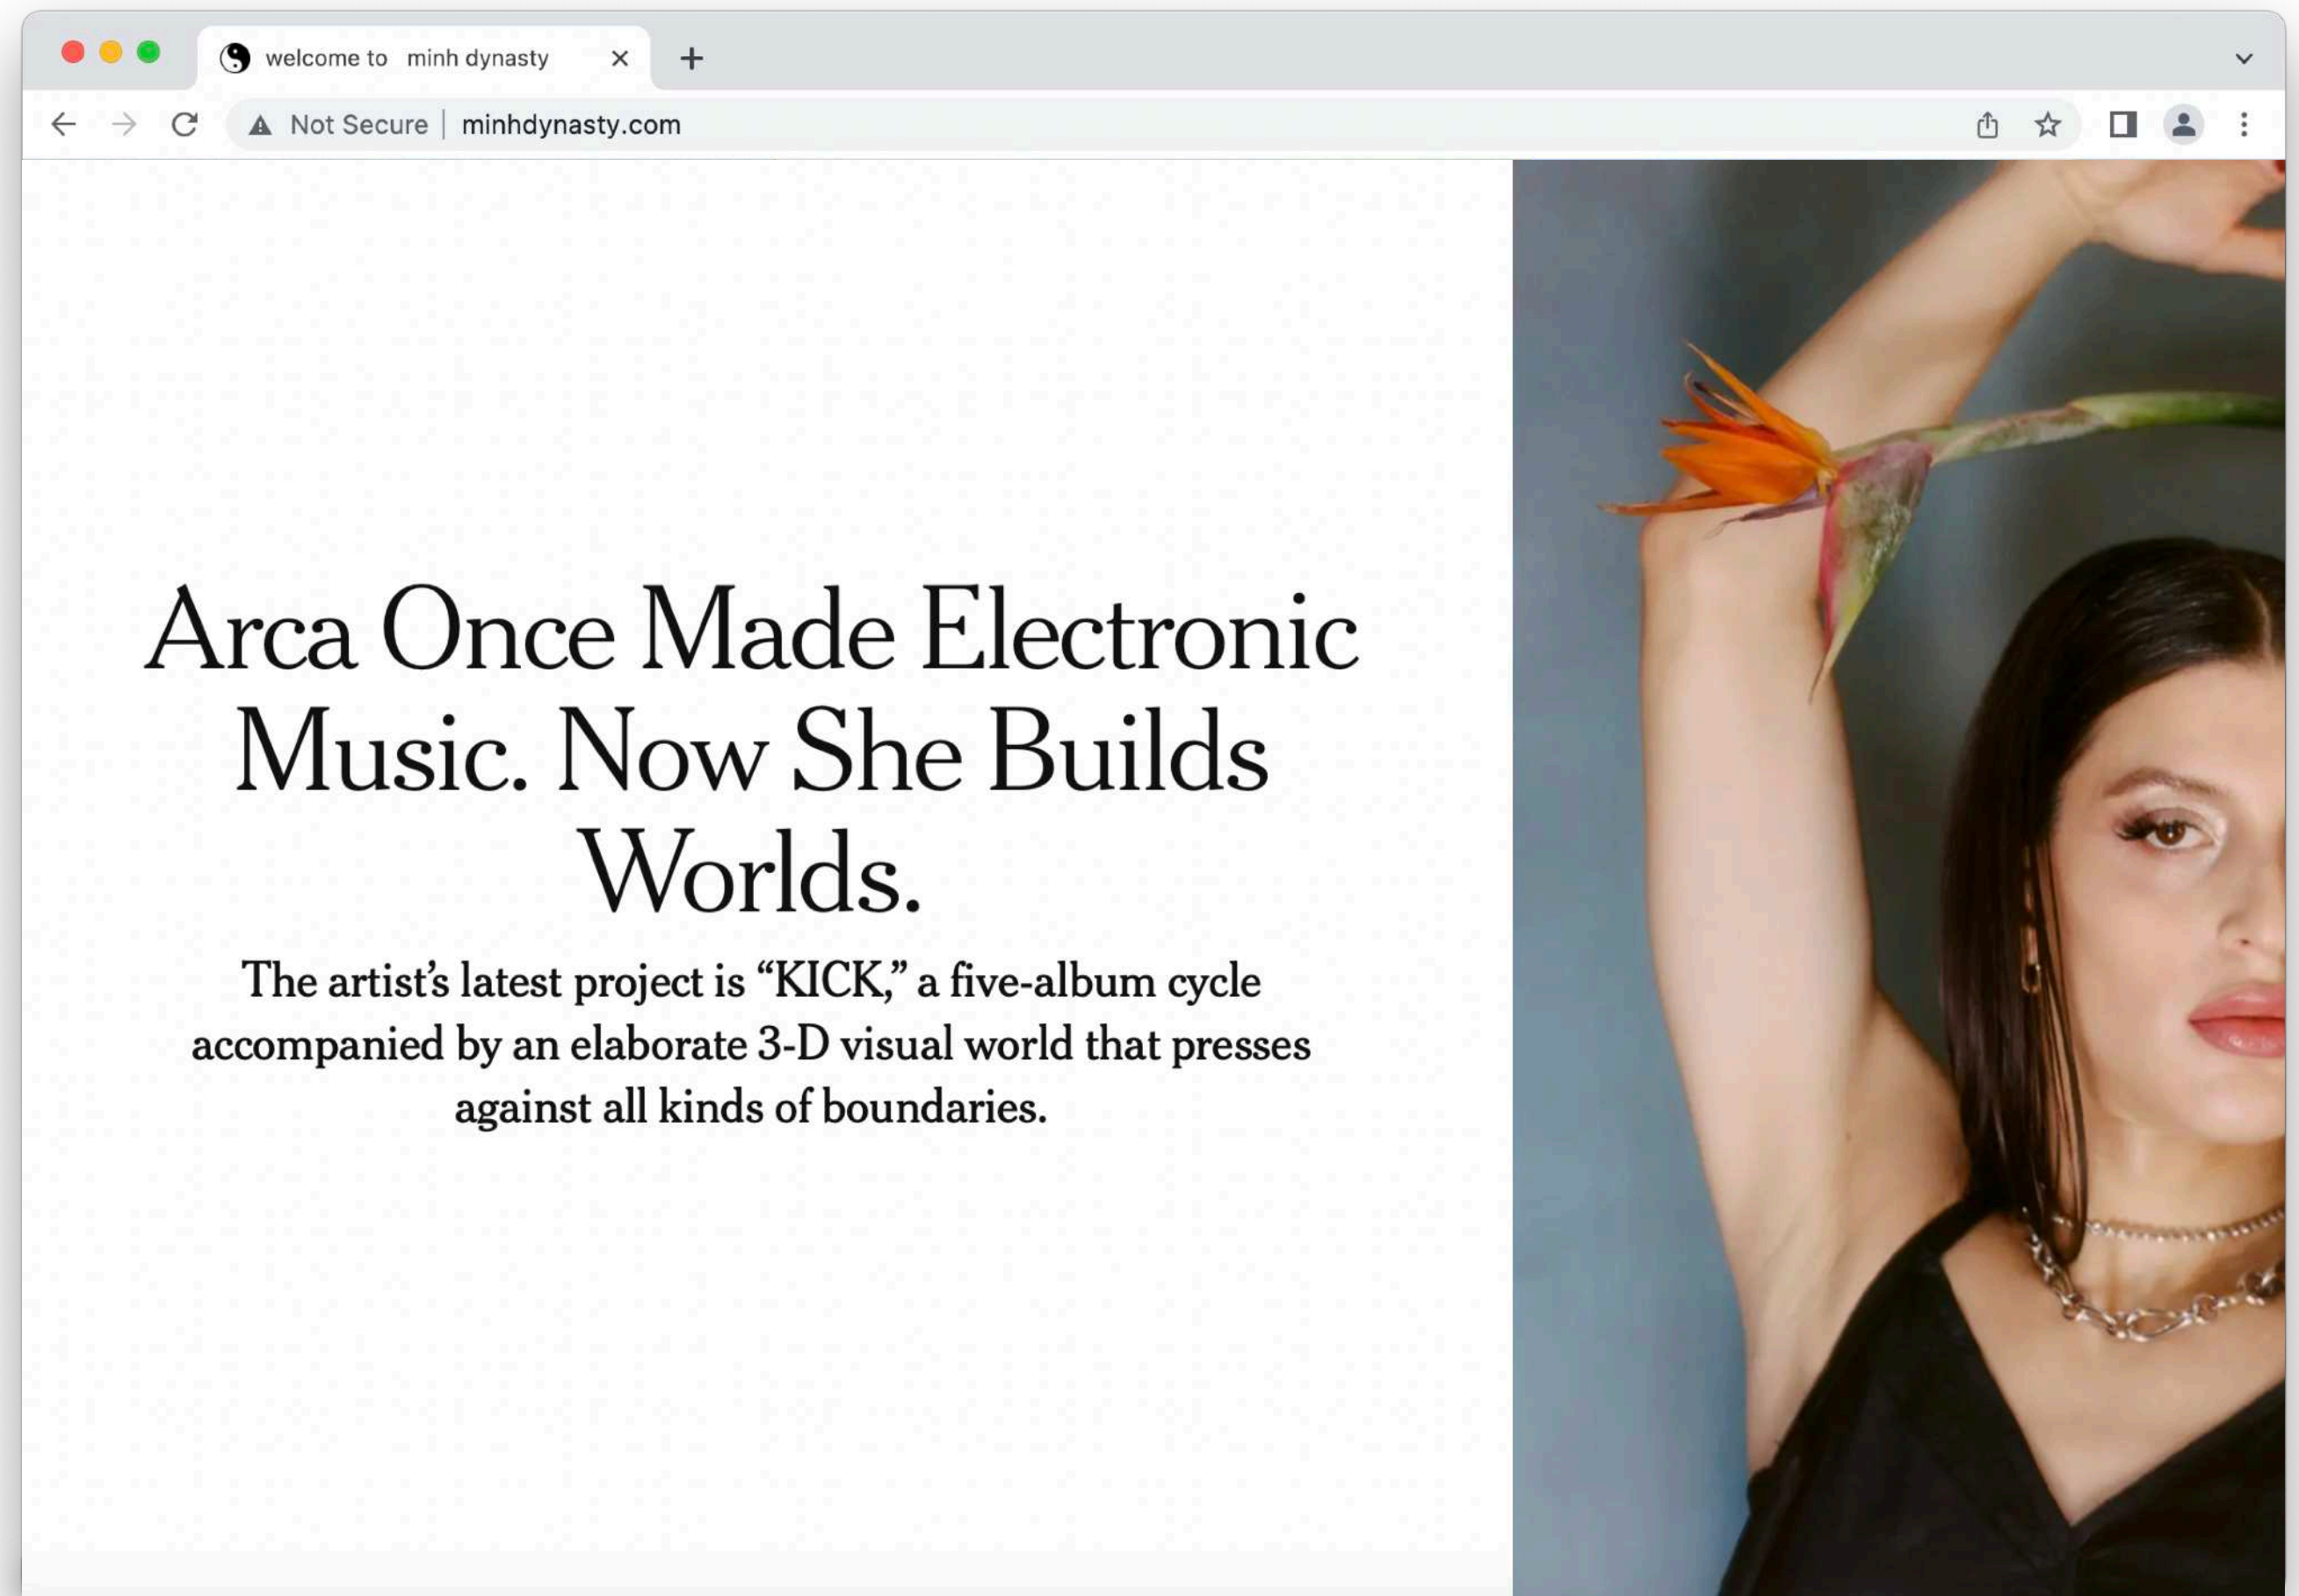 welcome to minh dynasty
Not Secure | minhdynasty.com
Arca Once Made Electronic
Music. Now She Builds
Worlds.
The artist’s latest project is “KICK,” a five-album cycle
accompanied by an elaborate 3-D visual world that presses
against all kinds of boundaries.